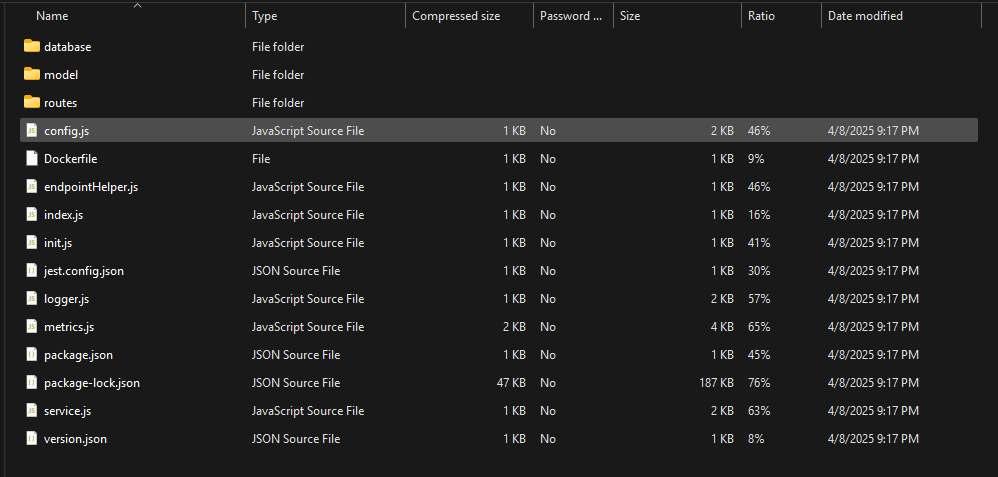 Name Type Compressed size Password ... Size Ratio Date modified
database File folder
model File folder
routes File folder
config.js JavaScript Source File 1 KB No 2 KB 46% 4/8/2025 9:17 PM
Dockerfile File 1 KB No 1 KB 9% 4/8/2025 9:17 PM
endpointHelper.js JavaScript Source File 1 KB No 1 KB 46% 4/8/2025 9:17 PM
index.js JavaScript Source File 1 KB No 1 KB 16% 4/8/2025 9:17 PM
init.js JavaScript Source File 1 KB No 1 KB 41% 4/8/2025 9:17 PM
jest.config.json JSON Source File 1 KB No 1 KB 30% 4/8/2025 9:17 PM
logger.js JavaScript Source File 1 KB No 2 KB 57% 4/8/2025 9:17 PM
metrics.js JavaScript Source File 2 KB No 4 KB 65% 4/8/2025 9:17 PM
package.json JSON Source File 1 KB No 1 KB 45% 4/8/2025 9:17 PM
package-lock.json JSON Source File 47 KB No 187 KB 76% 4/8/2025 9:17 PM
service.js JavaScript Source File 1 KB No 2 KB 63% 4/8/2025 9:17 PM
version.json JSON Source File 1 KB No 1 KB 8% 4/8/2025 9:17 PM